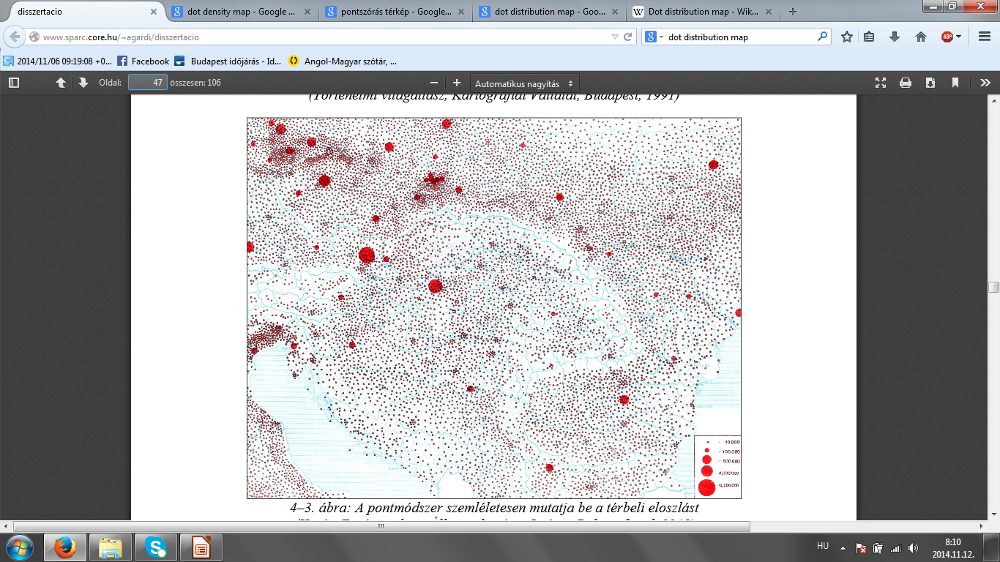 disszertacio
dot density map - Google ...
pontszórás térkép - Google...
dot distribution map - Goo...
Dot distribution map - Wik...
www.sparc.core.hu/~agardi/disszertacio
dot distribution map
2014/11/06 09:19:08 +0...
Facebook
Budapest időjárás - Id...
Angol-Magyar szótár, ...
Oldal: 47 összesen: 106
Automatikus nagyítás
(Történelmi világatlasz, Kartográfiai Vállalat, Budapest, 1991)
10.000
100.000
500.000
1,000.000
2,000.000
4–3. ábra: A pontmódszer szemléletesen mutatja be a térbeli eloszlást
HU
8:10
2014.11.12.